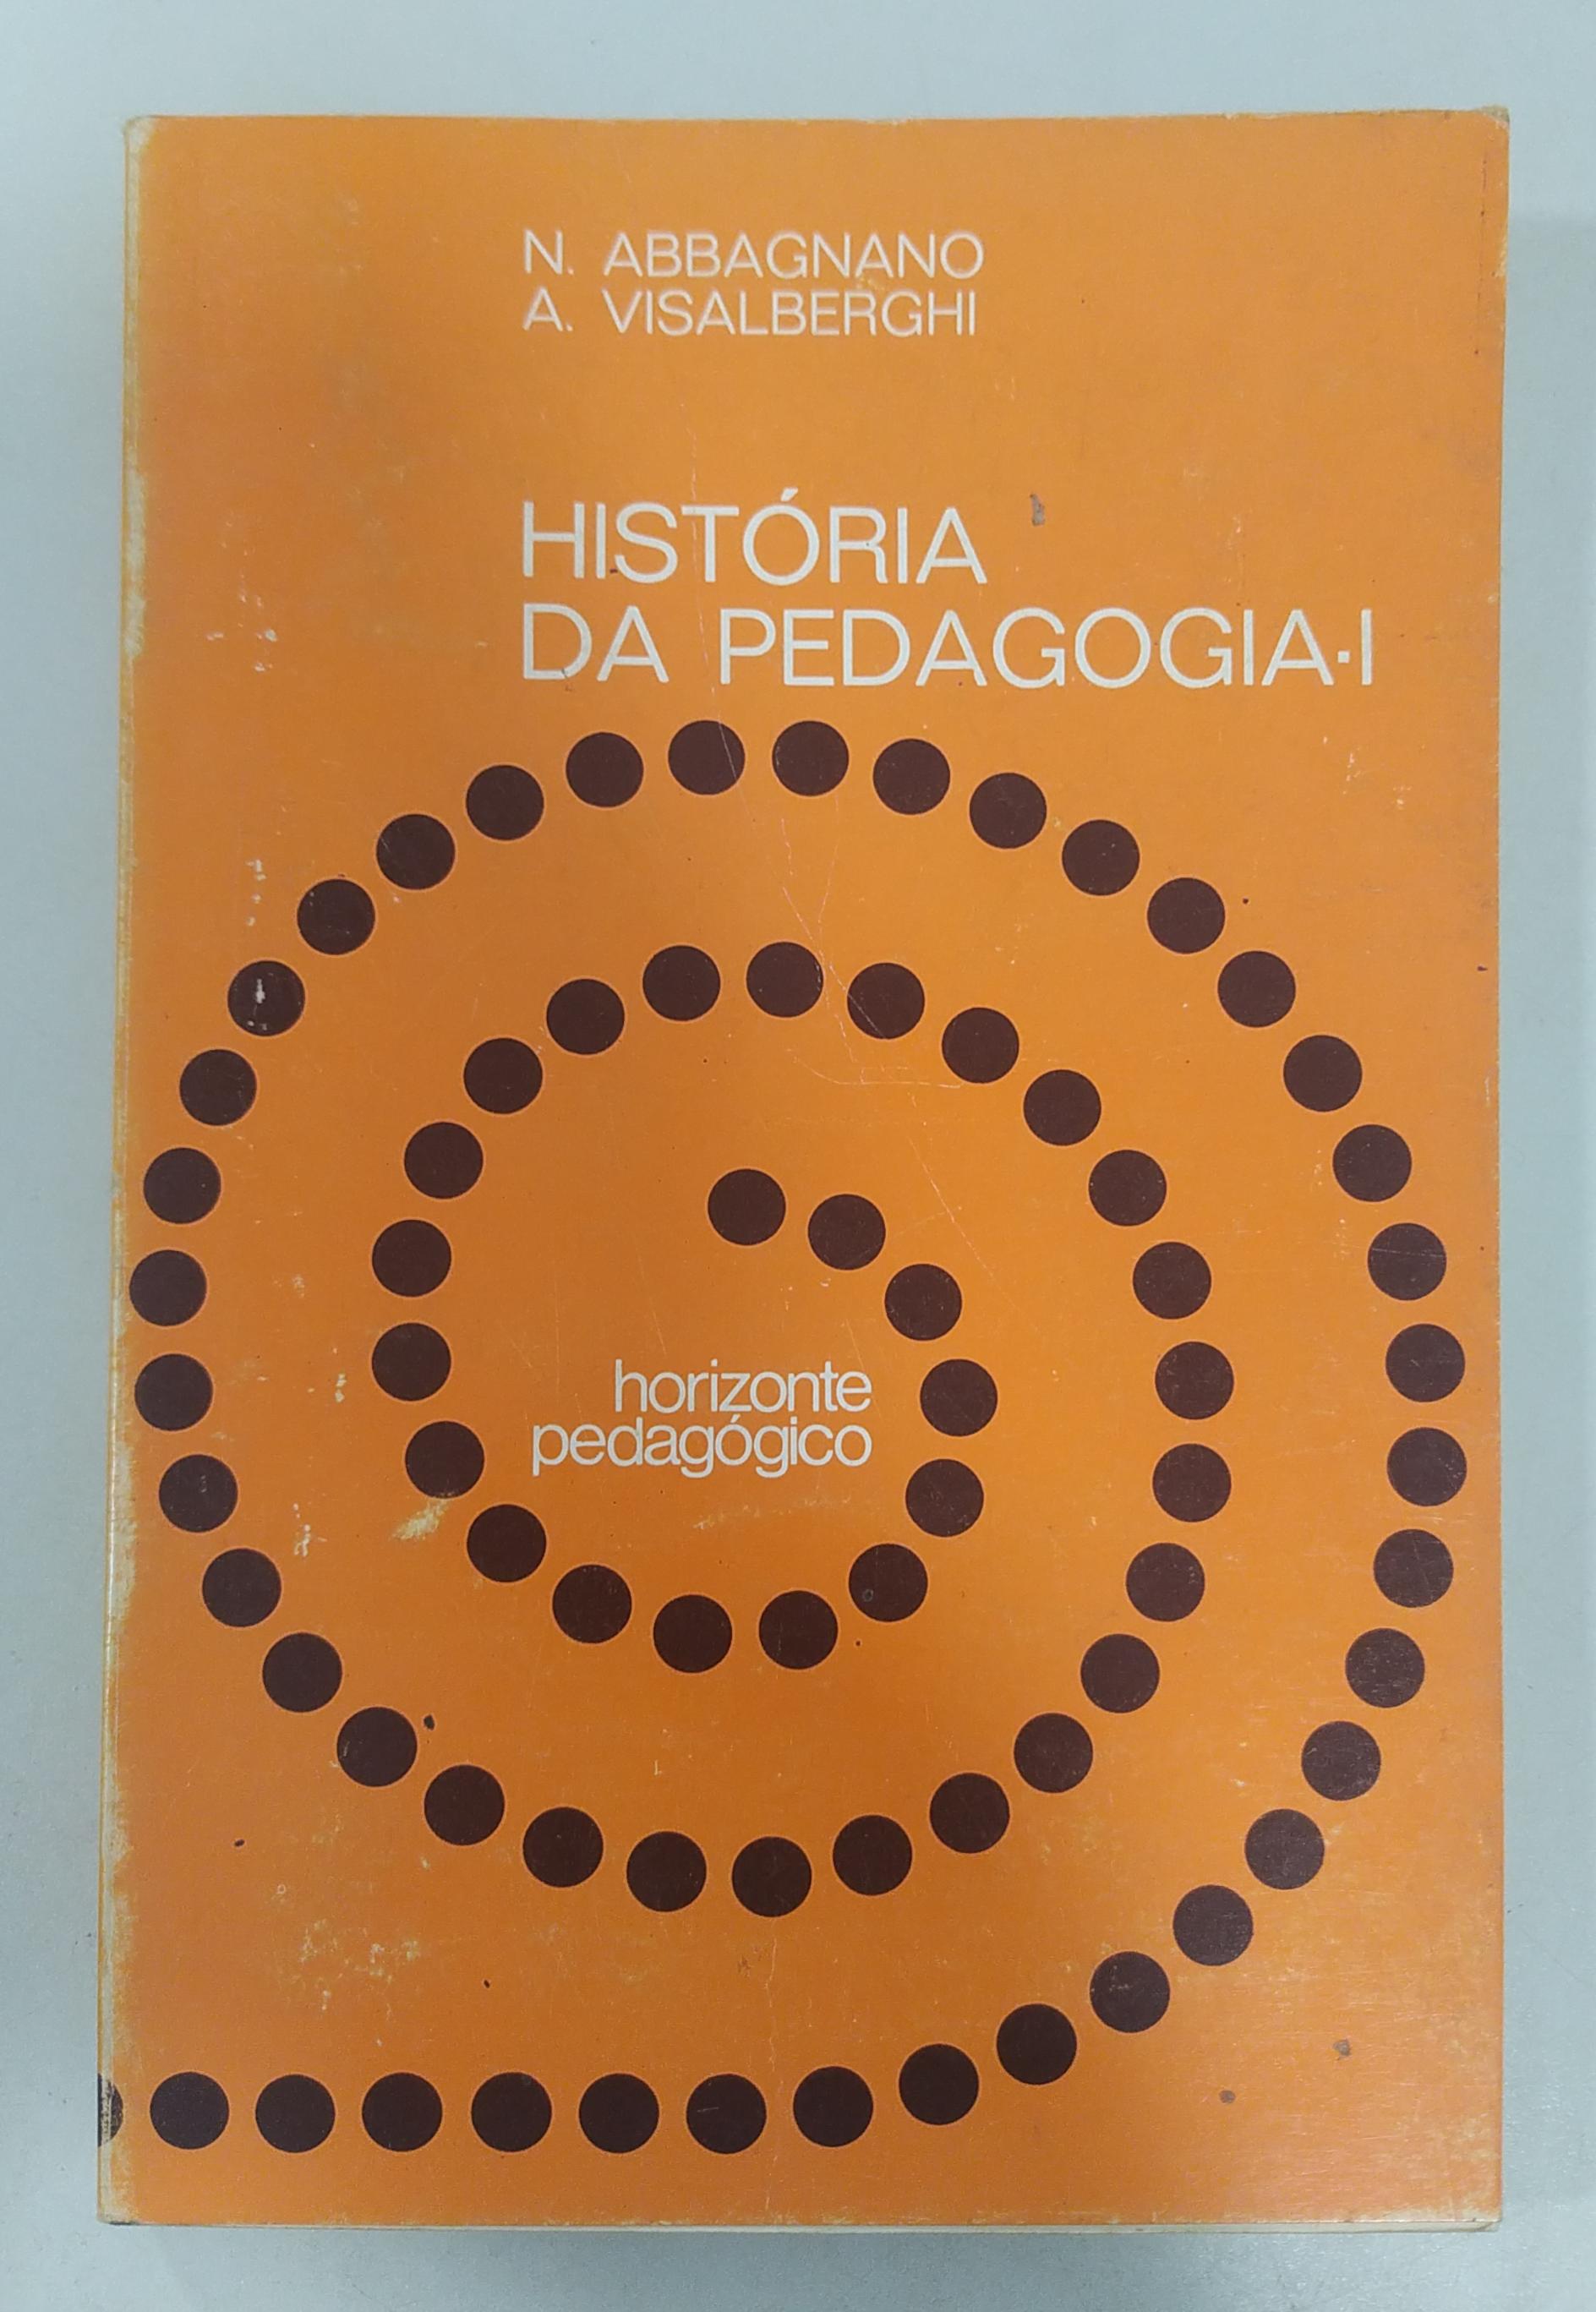 N. ABBAGNANO
A. VISALBERGHI
HISTÓRIA
DA PEDAGOGIA·I
horizonte
pedagógico